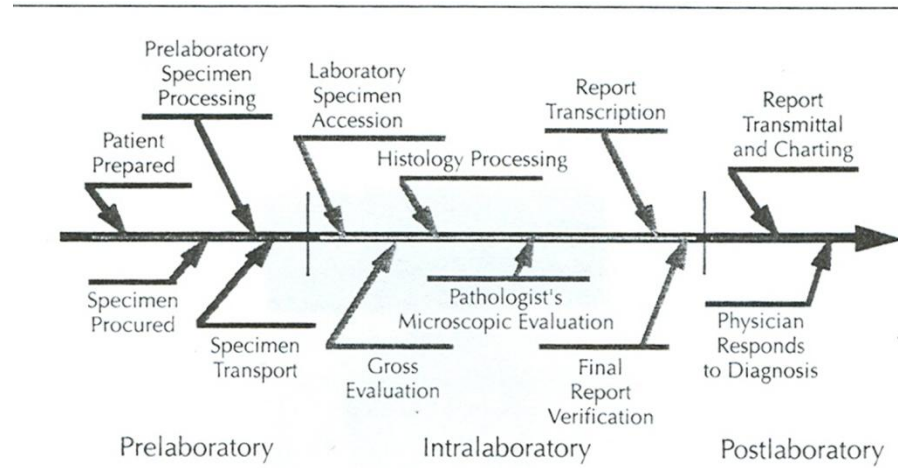 Prelaboratory
Specimen
Processing
Patient
Prepared
Laboratory
Specimen
Accession
Histology Processing
Report
Transcription
Report
Transmittal
and Charting
Specimen
Procured
Specimen
Transport
Gross
Evaluation
Pathologist's
Microscopic Evaluation
Final
Report
Verification
Physician
Responds
to Diagnosis
Prelaboratory
Intralaboratory
Postlaboratory